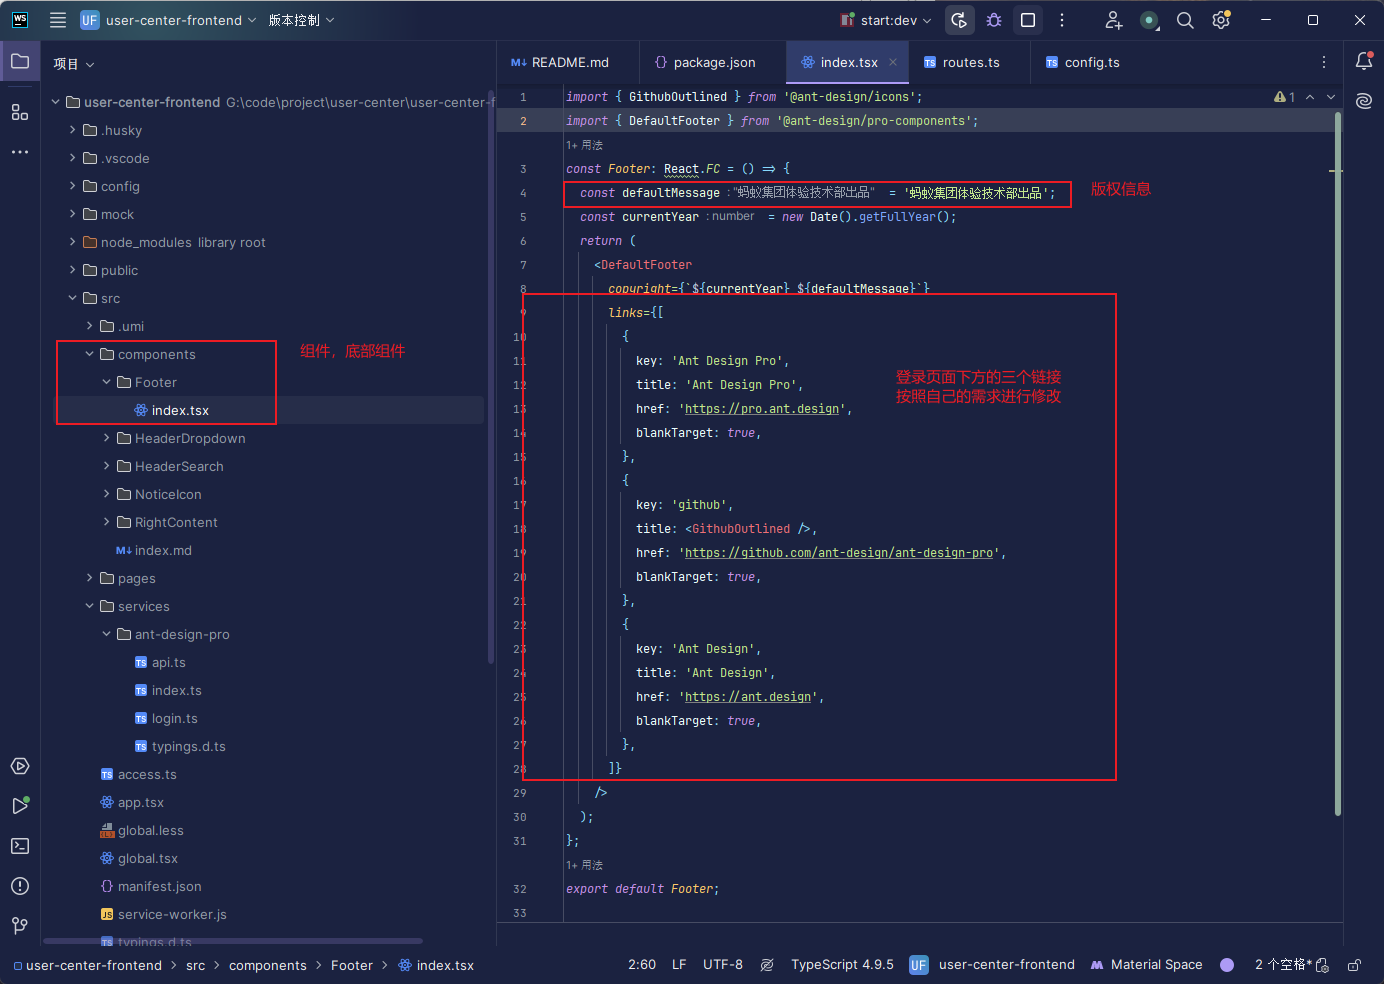 WS
UF user-center-frontend 版本控制 start:dev
项目
user-center-frontend G:\code\project\user-center\user-center-f
.husky
.vscode
config
mock
node_modules library root
public
src
.umi
components
Footer
index.tsx
HeaderDropdown
HeaderSearch
NoticeIcon
RightContent
M↓ index.md
pages
services
ant-design-pro
TS api.ts
TS index.ts
TS login.ts
TS typings.d.ts
TS access.ts
app.tsx
global.less
global.tsx
{} manifest.json
JS service-worker.js
TS typings.d.ts
组件，底部组件
M↓ README.md {} package.json index.tsx TS routes.ts TS config.ts
1 import { GithubOutlined } from '@ant-design/icons';
1
2 import { DefaultFooter } from '@ant-design/pro-components';
1+ 用法
3 const Footer: React.FC = () => {
4 const defaultMessage :"蚂蚁集团体验技术部出品" = '蚂蚁集团体验技术部出品';
版权信息
5 const currentYear :number = new Date().getFullYear();
6 return (
7 <DefaultFooter
8 copyright={`${currentYear} ${defaultMessage}`}
9 links={[
10 {
11 key: 'Ant Design Pro',
12 title: 'Ant Design Pro',
13 href: 'https://pro.ant.design',
14 blankTarget: true,
15 },
16 {
17 key: 'github',
18 title: <GithubOutlined />,
19 href: 'https://github.com/ant-design/ant-design-pro',
20 blankTarget: true,
21 },
22 {
23 key: 'Ant Design',
24 title: 'Ant Design',
25 href: 'https://ant.design',
26 blankTarget: true,
27 },
28 ]}
29 />
30 );
31 };
1+ 用法
32 export default Footer;
33
登录页面下方的三个链接
按照自己的需求进行修改
user-center-frontend > src > components > Footer > index.tsx 2:60 LF UTF-8 TypeScript 4.9.5 UF user-center-frontend Material Space 2 个空格*